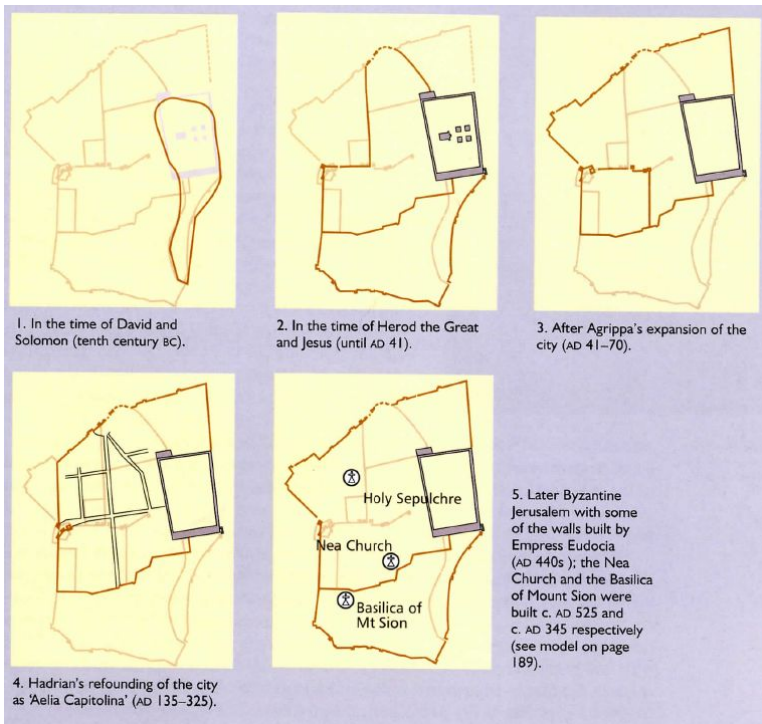 1. In the time of David and
Solomon (tenth century BC).
2. In the time of Herod the Great
and Jesus (until AD 41).
3. After Agrippa's expansion of the
city (AD 41–70).
Holy Sepulchre
Nea Church
Basilica of
Mt Sion
4. Hadrian's refounding of the city
as 'Aelia Capitolina' (AD 135–325).
5. Later Byzantine
Jerusalem with some
of the walls built by
Empress Eudocia
(AD 440s ); the Nea
Church and the Basilica
of Mount Sion were
built c. AD 525 and
c. AD 345 respectively
(see model on page
189).